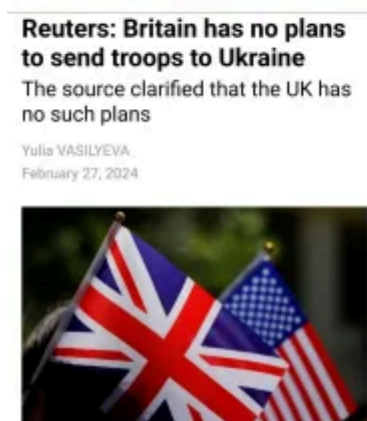 Reuters: Britain has no plans
to send troops to Ukraine
The source clarified that the UK has
no such plans
Yulia VASILYEVA
February 27, 2024